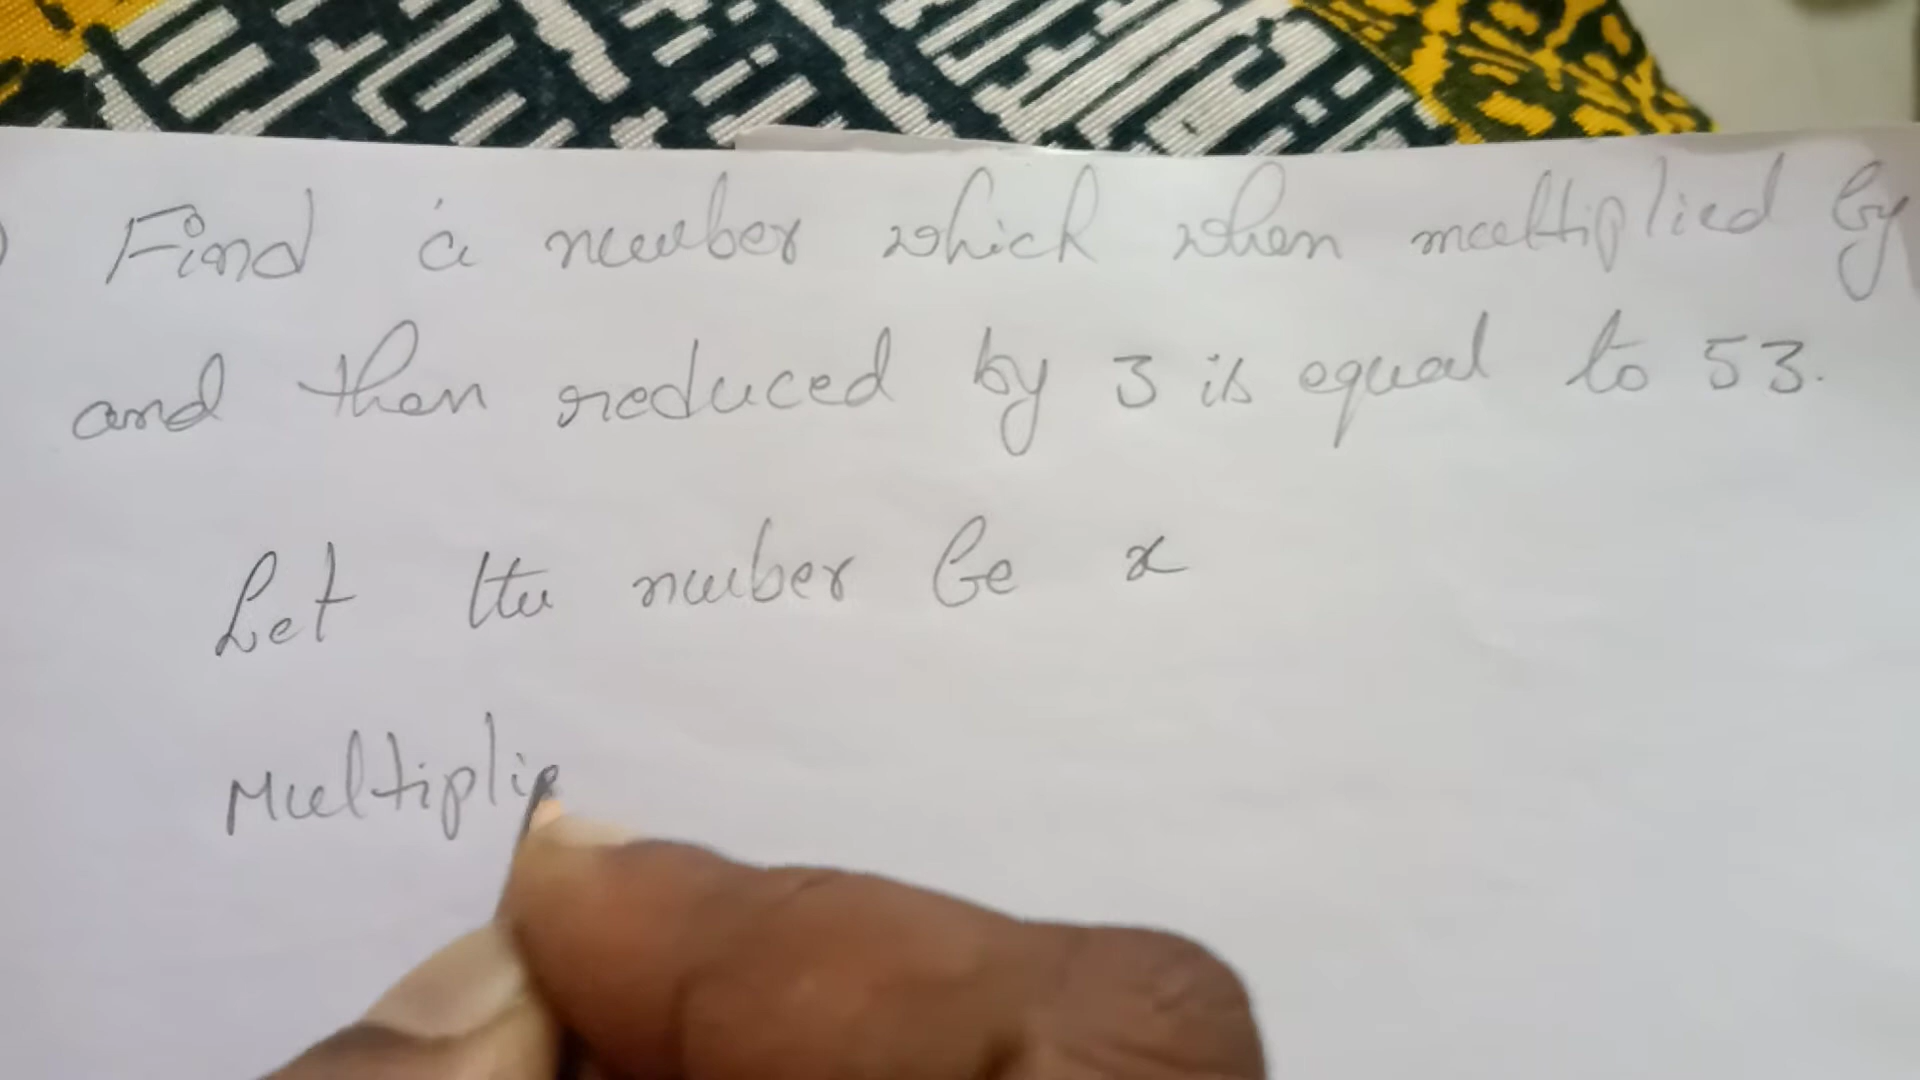 Find a number which when multiplied by
and then reduced by 3 is equal to 53.
Let the number be x
Multiplie